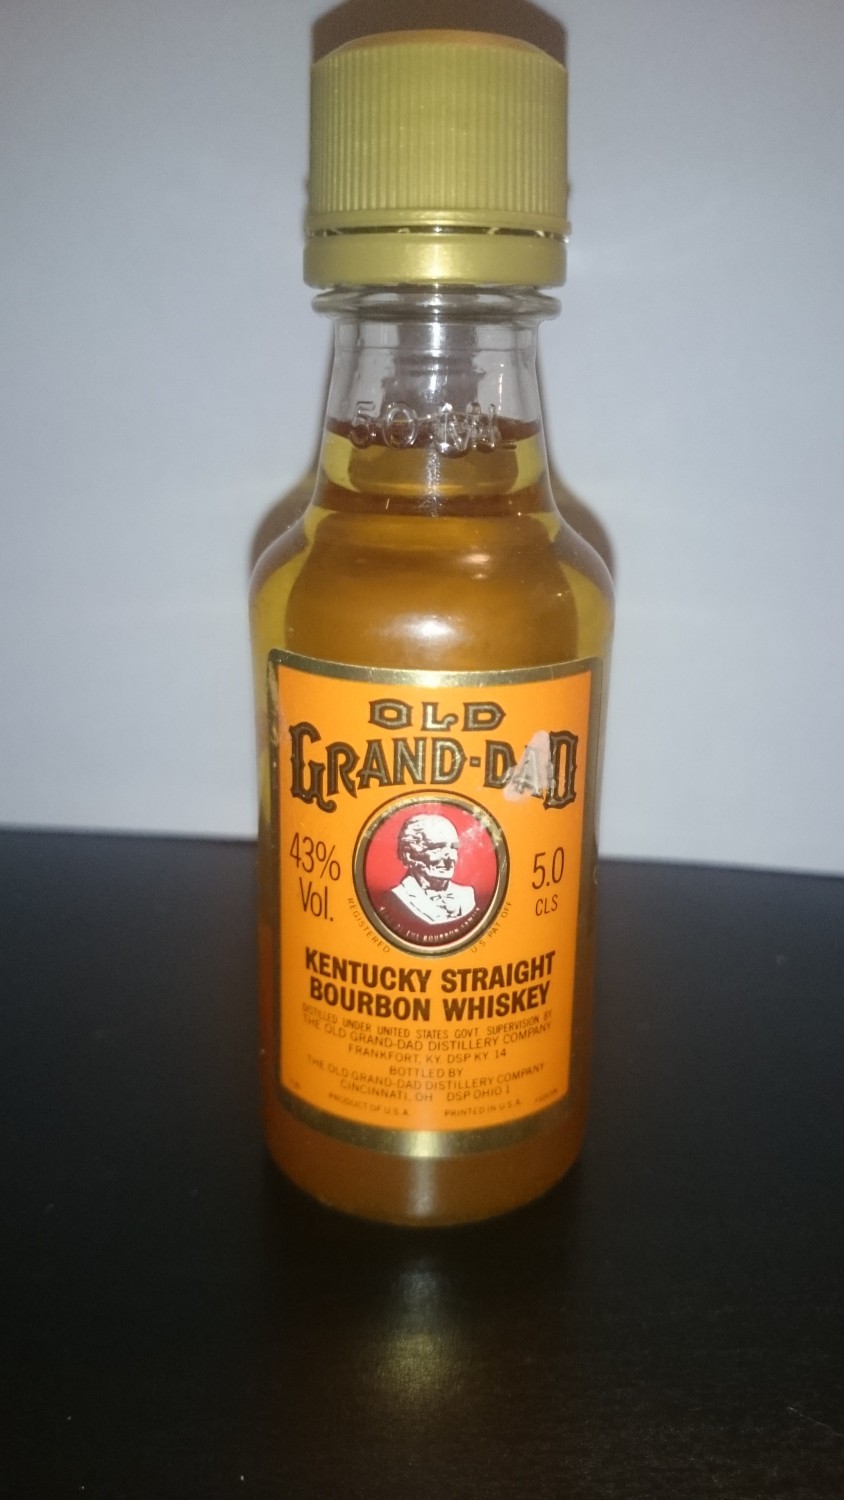 50 ML
OLD
GRAND-DAD
43%
Vol.
5.0
CLS
REGISTERED
U.S. PAT. OFF.
KENTUCKY STRAIGHT
BOURBON WHISKEY
DISTILLED UNDER UNITED STATES GOVT. SUPERVISION BY
THE OLD GRAND-DAD DISTILLERY COMPANY
FRANKFORT, KY. DSP KY 14
BOTTLED BY
THE OLD GRAND-DAD DISTILLERY COMPANY
CINCINNATI, OH DSP OHIO 1
PRODUCT OF U.S.A. PRINTED IN U.S.A.